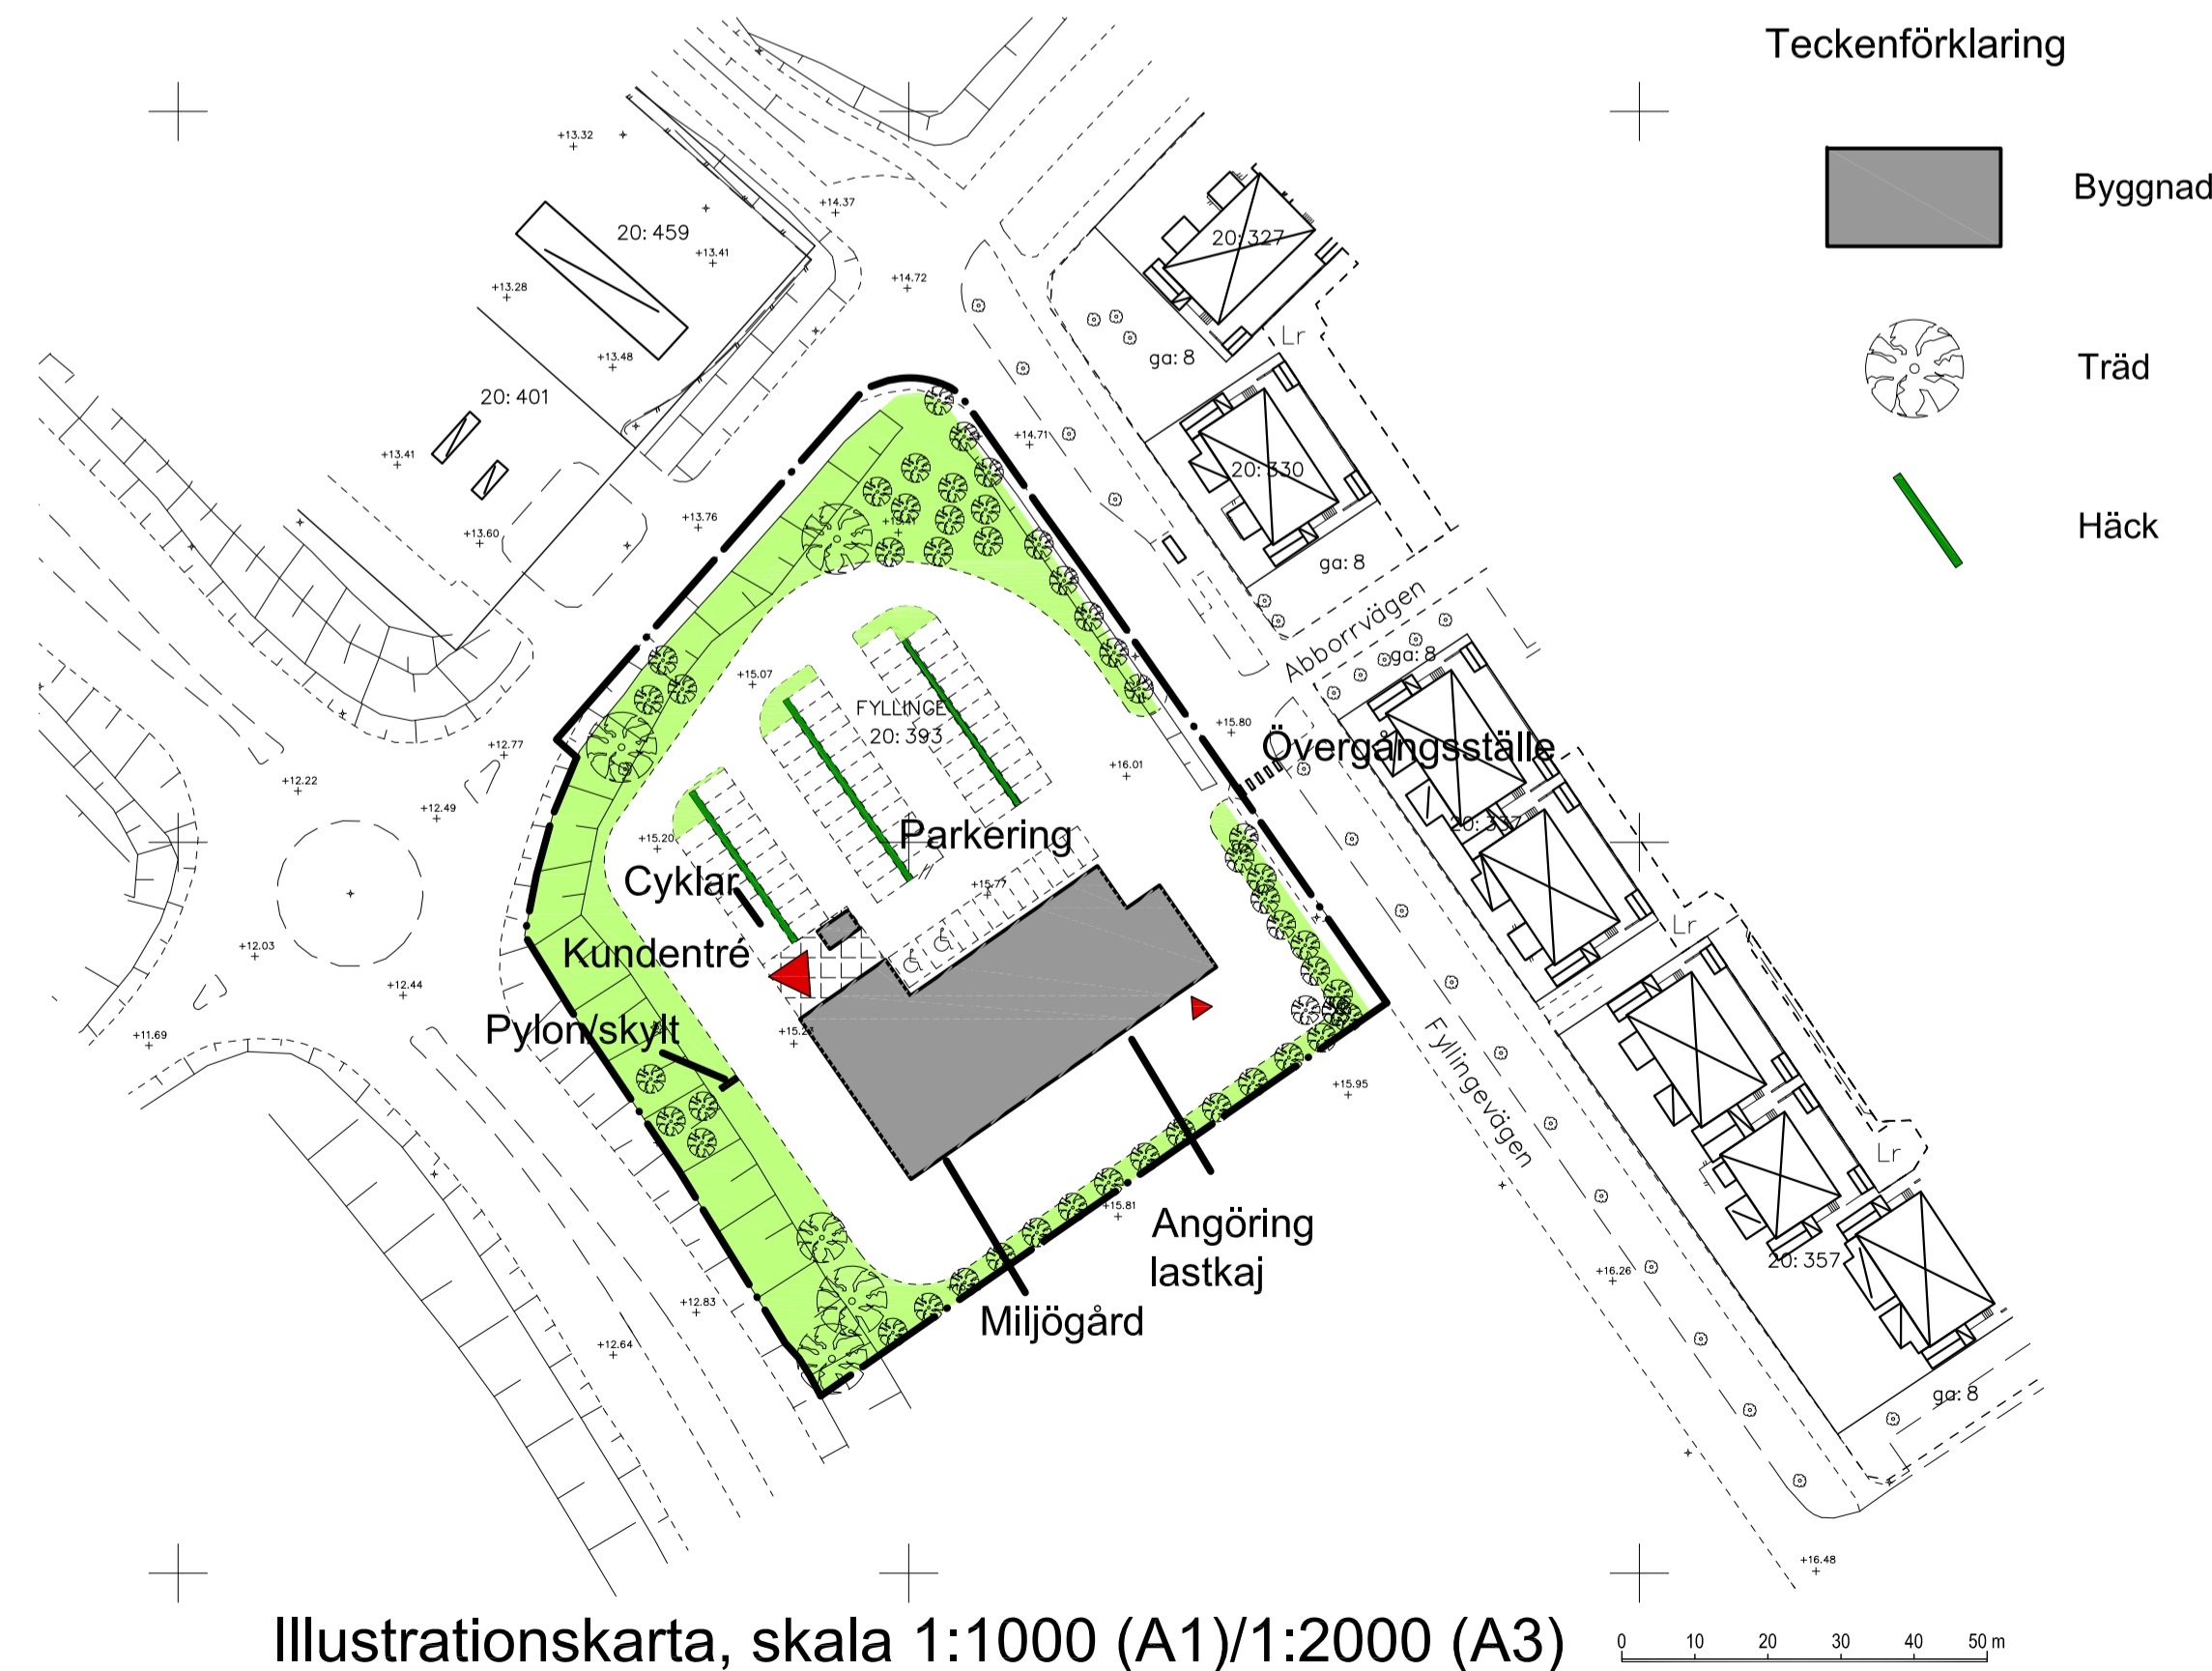 Teckenförklaring
Byggnad
Träd
Häck
+13.32
+14.37
20: 459
+13.41
20: 327
+14.72
+13.28
Lr
+13.48
ga: 8
20: 401
+14.71
+13.41
20: 330
+13.76
+13.60
ga: 8
Abborrvägen
ga: 8
+15.07
FYLLINGE
20: 393
+15.80
Övergångsställe
+12.77
+16.01
+12.22
+12.49
20: 337
+15.20
Parkering
Cyklar
+15.77
Lr
+12.03
Kundentré
+12.44
Pylon/skylt
+11.69
Fyllingevägen
+15.95
Lr
+15.81
Angöring
lastkaj
20: 357
+16.26
+12.83
Miljögård
+12.64
ga: 8
+16.48
Illustrationskarta, skala 1:1000 (A1)/1:2000 (A3)
0 10 20 30 40 50 m